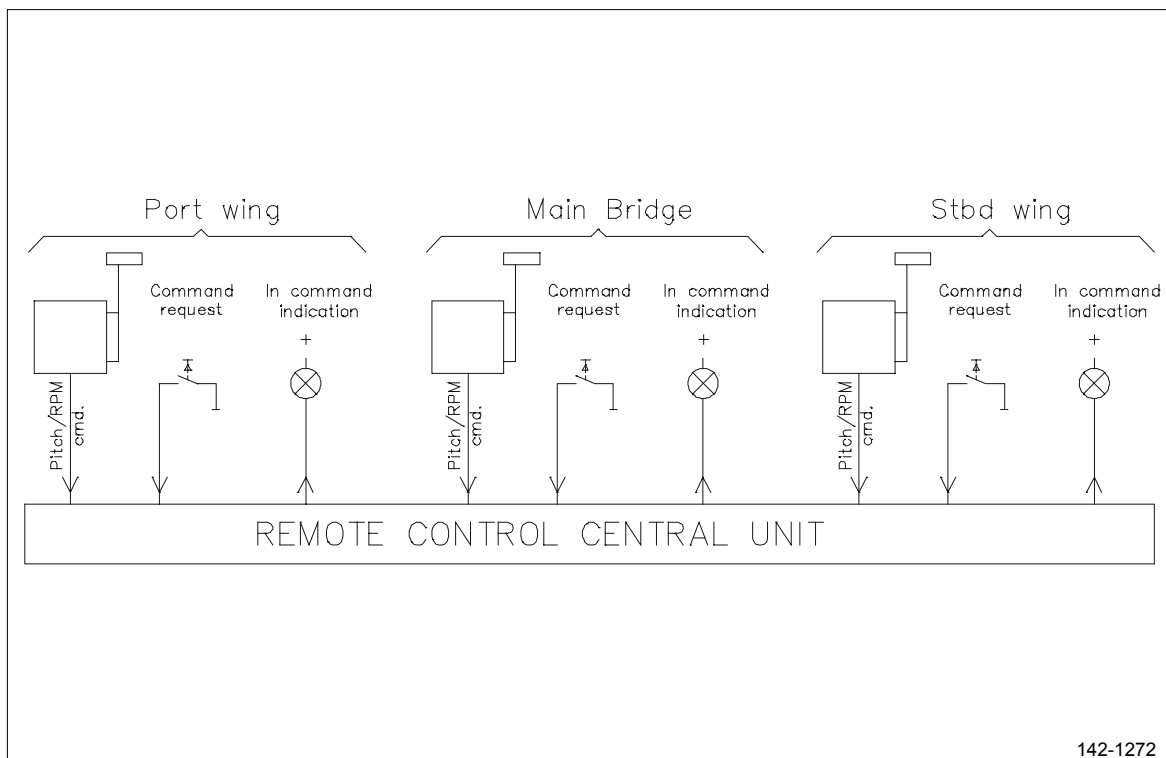 Port wing
Main Bridge
Stbd wing
Command
request
In command
indication
+
Pitch/RPM
cmd.
Command
request
In command
indication
+
Pitch/RPM
cmd.
Command
request
In command
indication
+
Pitch/RPM
cmd.
REMOTE CONTROL CENTRAL UNIT
142-1272